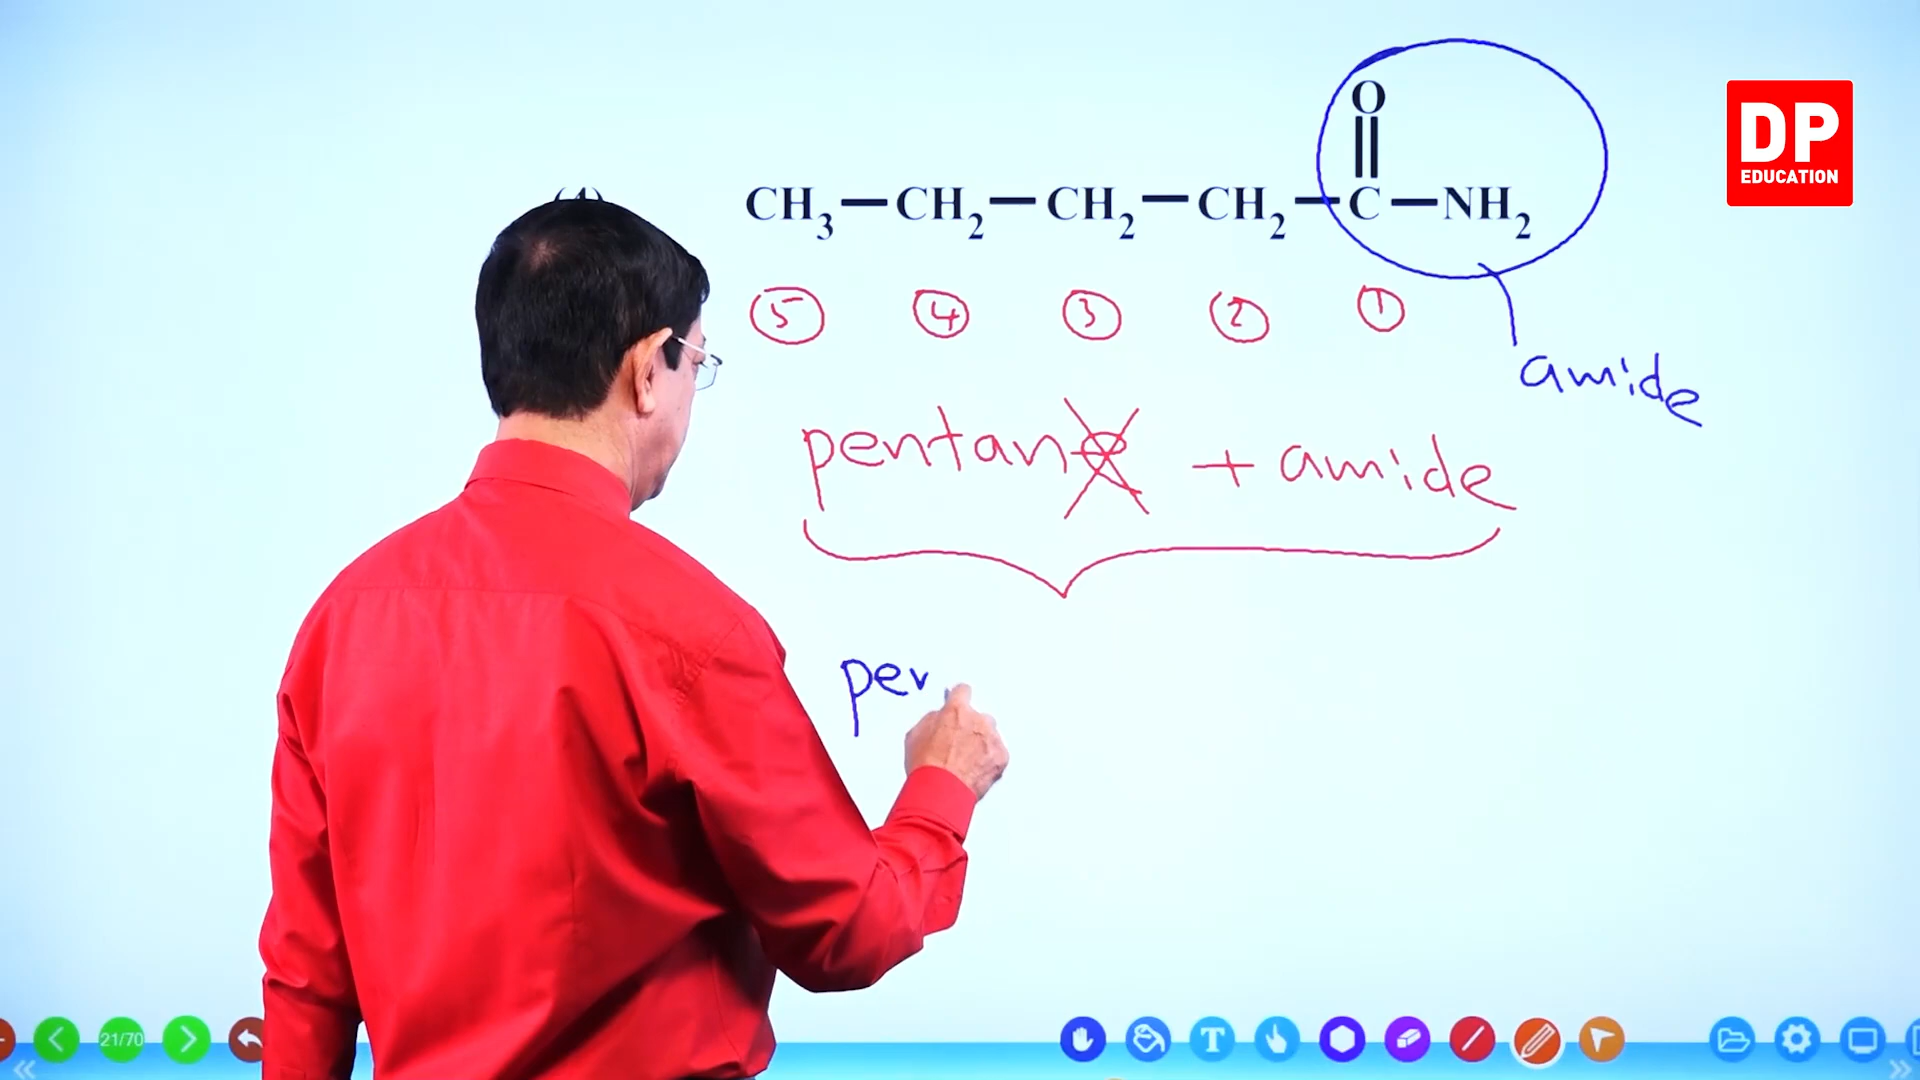 O
DP
EDUCATION
CH3—CH2—CH2—CH2—C—NH2
5 4 3 2 1
amide
pentane + amide
pen
21/70
T